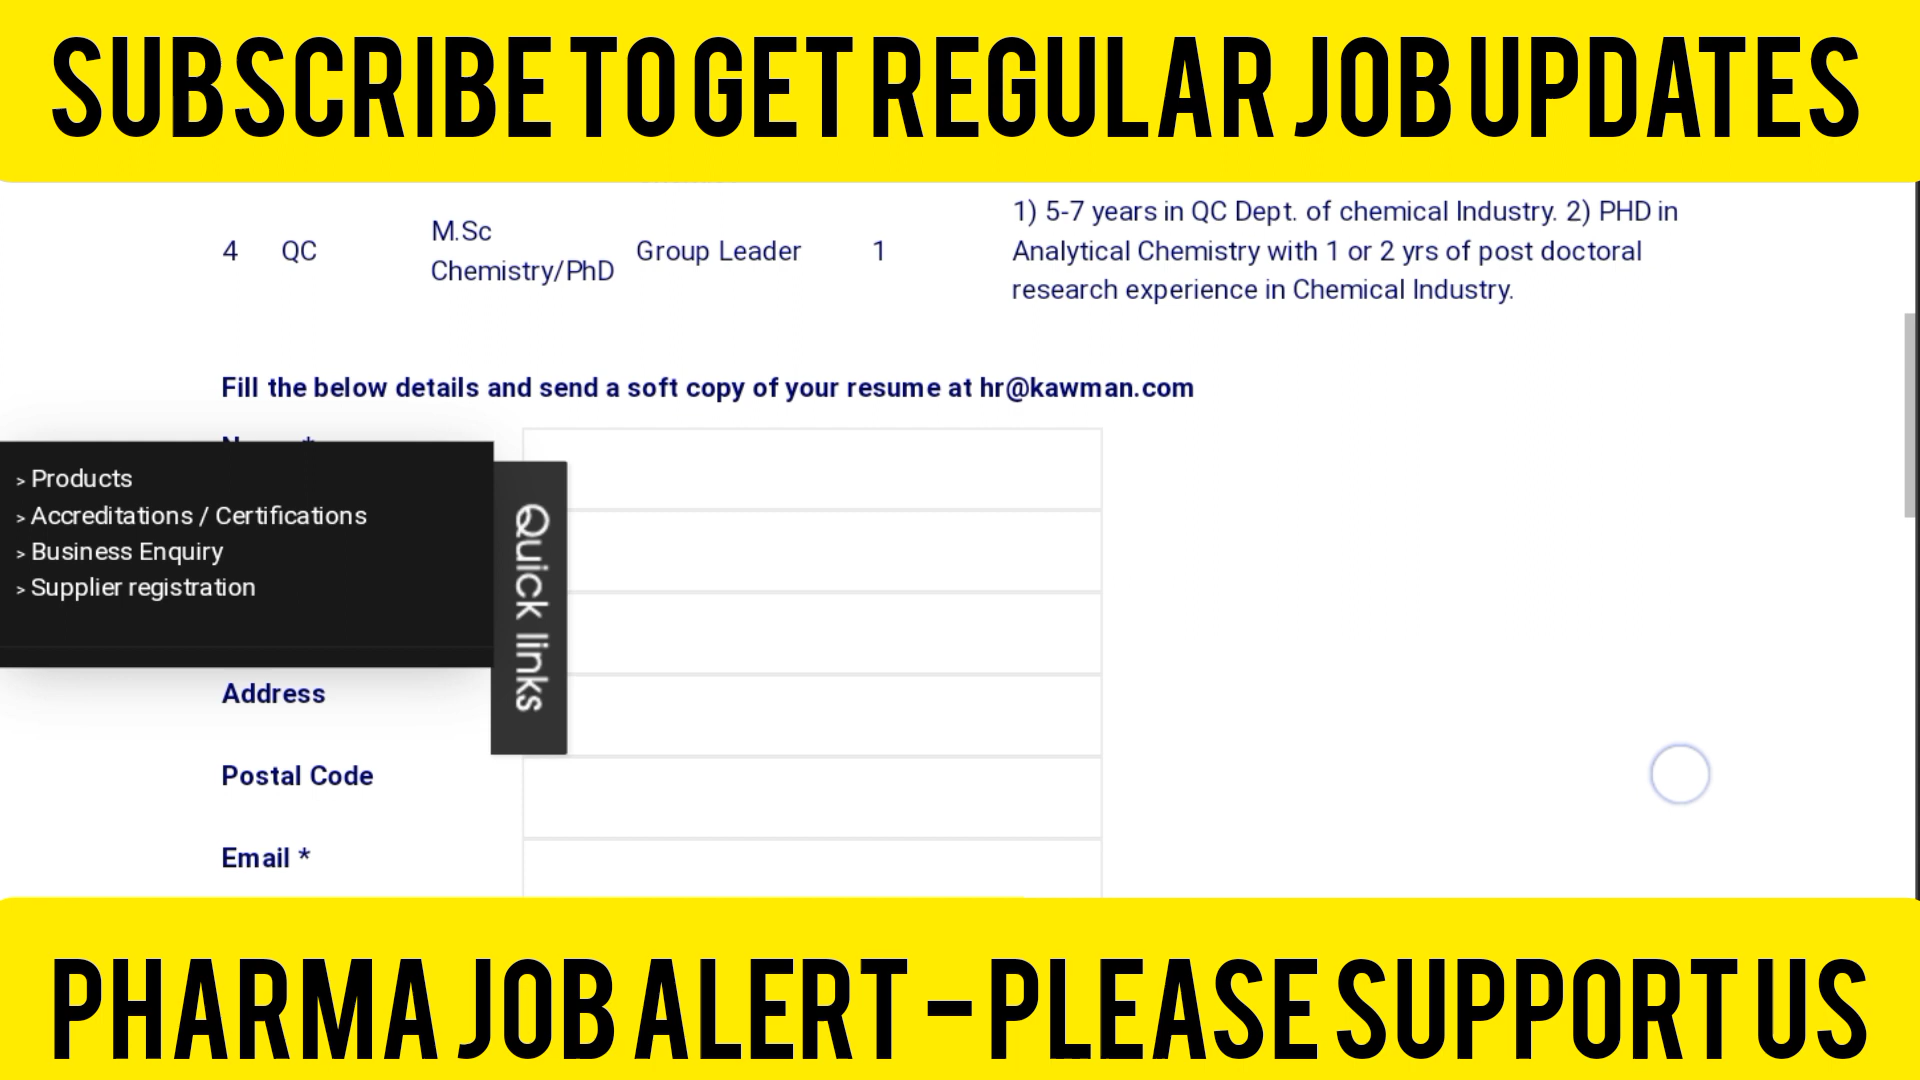 SUBSCRIBE TO GET REGULAR JOB UPDATES
4 QC M.Sc Chemistry/PhD Group Leader 1
1) 5-7 years in QC Dept. of chemical Industry. 2) PHD in
Analytical Chemistry with 1 or 2 yrs of post doctoral
research experience in Chemical Industry.
Fill the below details and send a soft copy of your resume at hr@kawman.com
> Products
> Accreditations / Certifications
> Business Enquiry
> Supplier registration
Quick links
Address
Postal Code
Email *
PHARMA JOB ALERT - PLEASE SUPPORT US